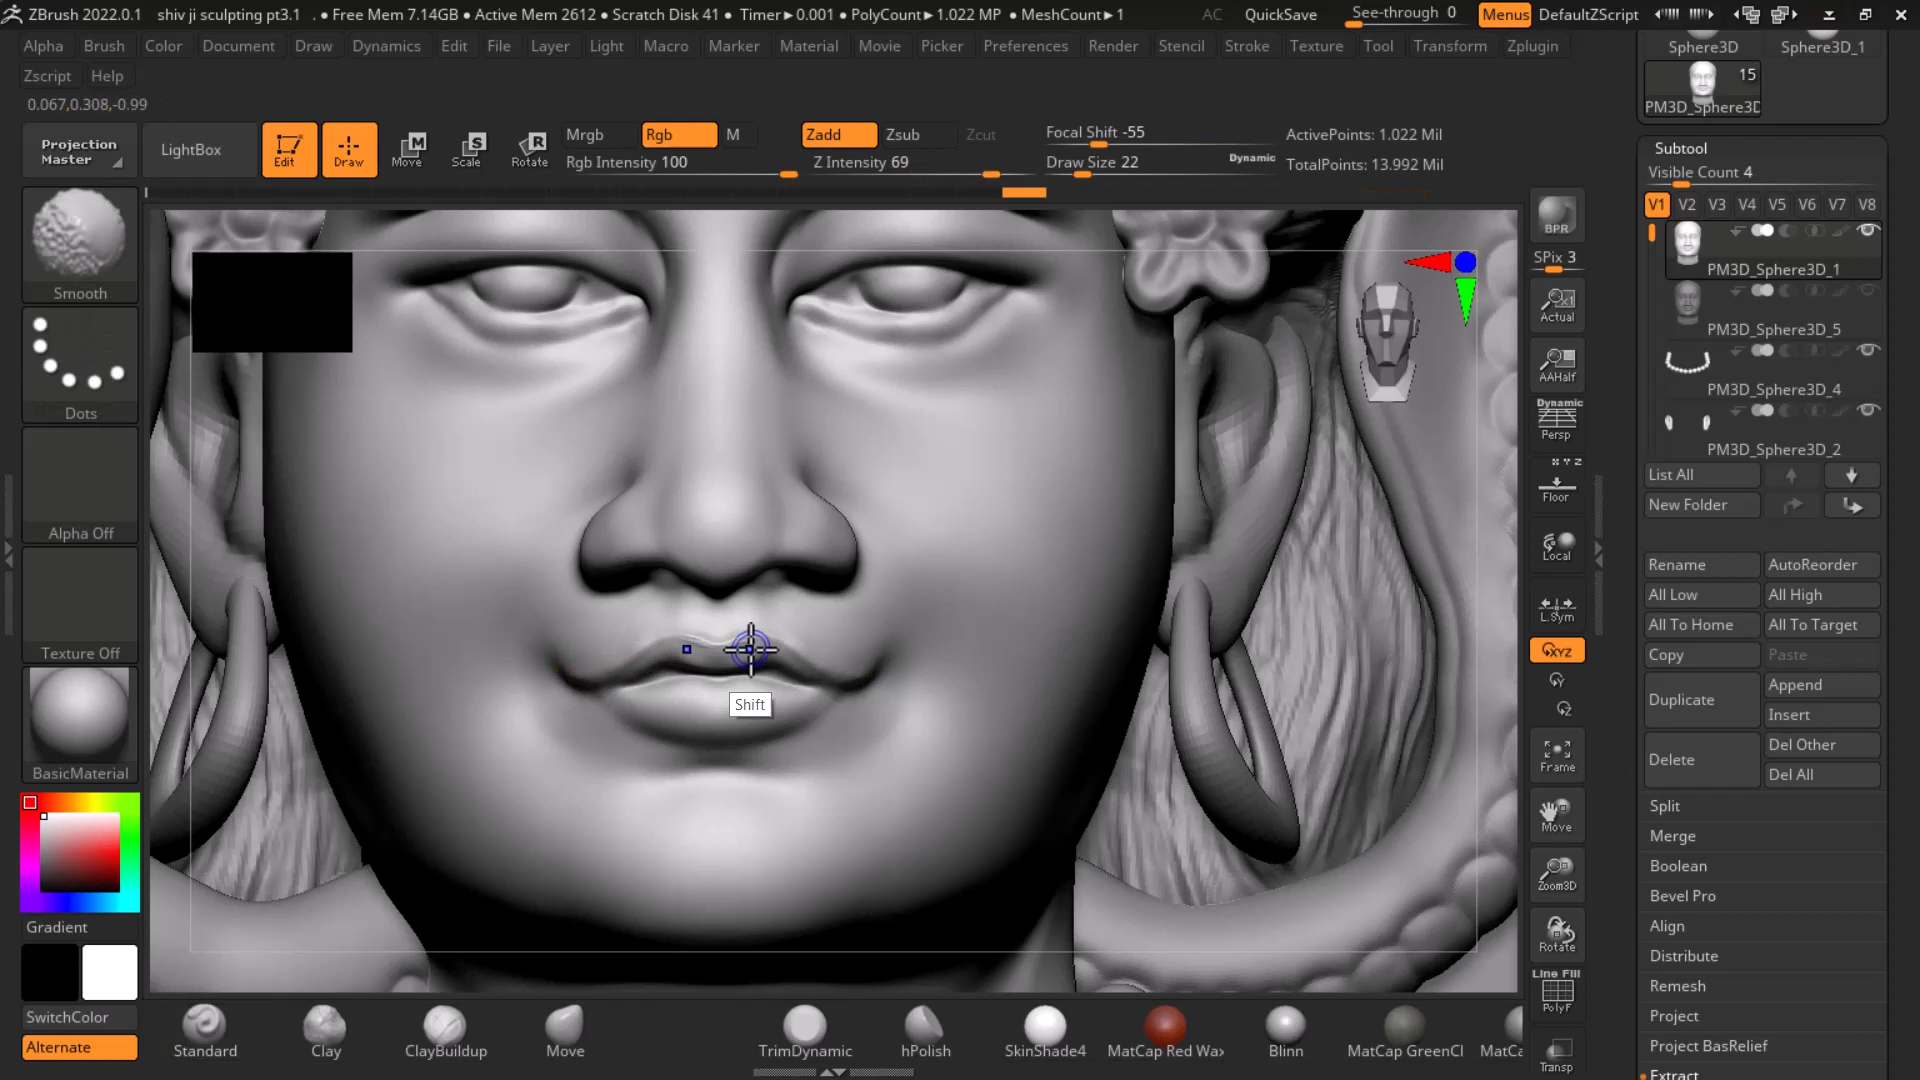 ZBrush 2022.0.1 shiv ji sculpting pt3.1 . • Free Mem 7.14GB • Active Mem 2612 • Scratch Disk 41 • Timer▶0.001 • PolyCount▶1.022 MP • MeshCount▶1 AC QuickSave See-through 0 Menus DefaultZScript
Alpha Brush Color Document Draw Dynamics Edit File Layer Light Macro Marker Material Movie Picker Preferences Render Stencil Stroke Texture Tool Transform Zplugin
Zscript Help
0.067,0.308,-0.99
Projection Master
LightBox
Edit
Draw
Move
Scale
Rotate
Mrgb Rgb M
Rgb Intensity 100
Zadd Zsub Zcut
Z Intensity 69
Focal Shift -55
Draw Size 22
Dynamic
ActivePoints: 1.022 Mil
TotalPoints: 13.992 Mil
Smooth
Dots
Alpha Off
Texture Off
BasicMaterial
Gradient
SwitchColor
Alternate
Shift
BPR
SPix 3
Actual
AAHalf
Dynamic
Persp
X Y Z
Floor
Local
L.Sym
XYZ
Y
Z
Frame
Move
Zoom3D
Rotate
Line Fill
PolyF
Transp
Standard Clay ClayBuildup Move TrimDynamic hPolish SkinShade4 MatCap Red Wax Blinn MatCap GreenCl MatCa
Sphere3D Sphere3D_1
15
PM3D_Sphere3D
Subtool
Visible Count 4
V1 V2 V3 V4 V5 V6 V7 V8
PM3D_Sphere3D_1
PM3D_Sphere3D_5
PM3D_Sphere3D_4
PM3D_Sphere3D_2
List All
New Folder
Rename AutoReorder
All Low All High
All To Home All To Target
Copy Paste
Duplicate Append
Insert
Delete Del Other
Del All
Split
Merge
Boolean
Bevel Pro
Align
Distribute
Remesh
Project
Project BasRelief
Extract